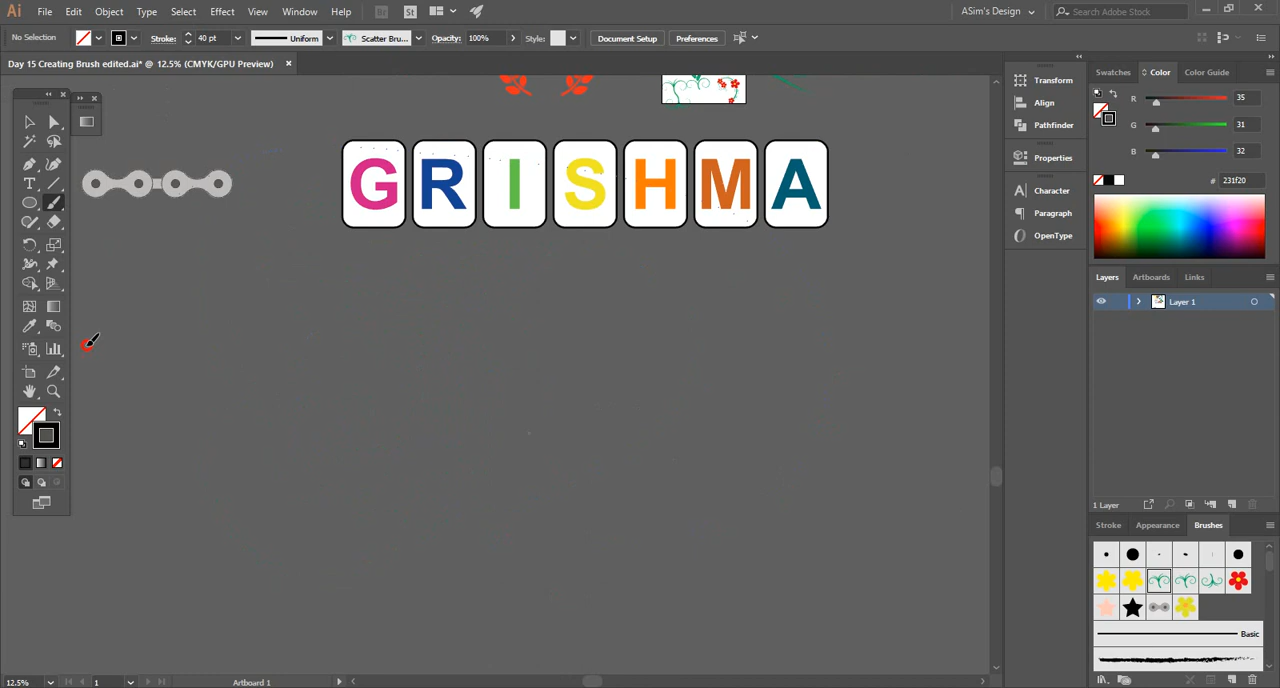 Ai File Edit Object Type Select Effect View Window Help Br St ASim's Design Search Adobe Stock
No Selection Stroke: 40 pt Uniform Scatter Bru... Opacity: 100% Style: Document Setup Preferences
Day 15 Creating Brush edited.ai* @ 12.5% (CMYK/GPU Preview)
GRISHMA
Transform
Align
Pathfinder
Properties
Character
Paragraph
OpenType
Swatches Color Color Guide
R 35
G 31
B 32
# 231f20
Layers Artboards Links
Layer 1
1 Layer
Stroke Appearance Brushes
Basic
12.5% 1 Artboard 1